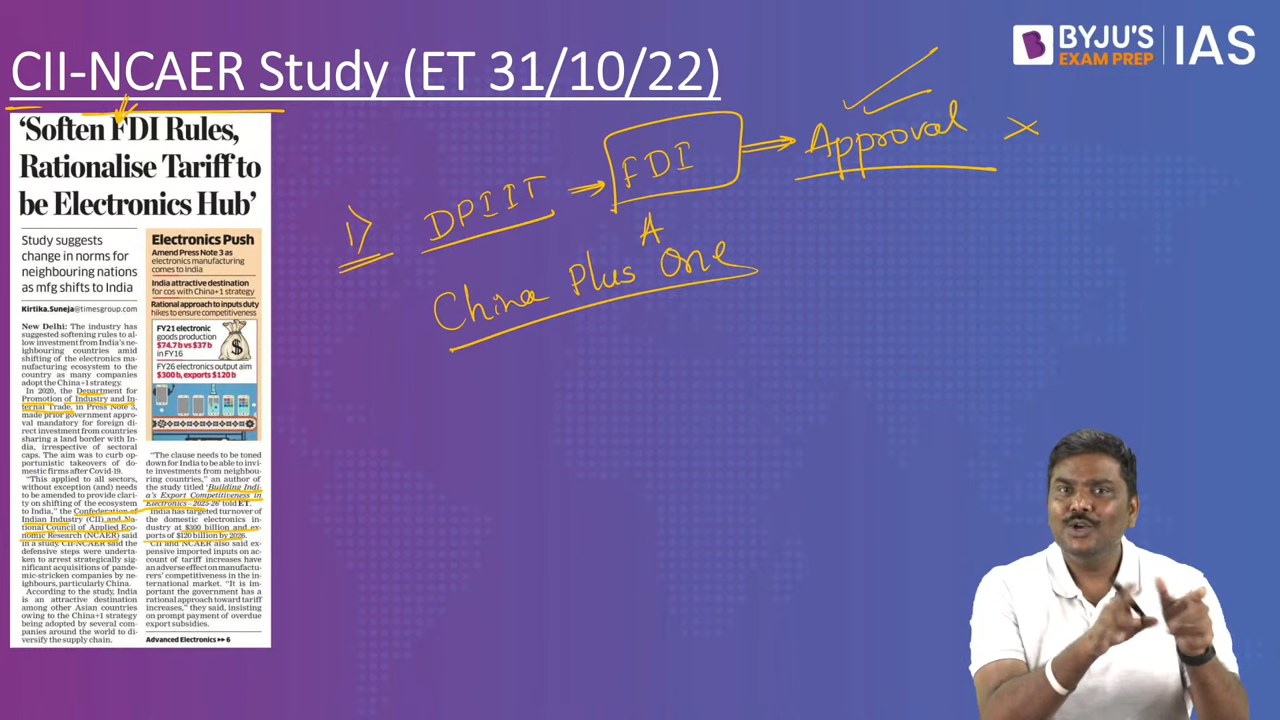 CII-NCAER Study (ET 31/10/22)
BYJU'S
EXAM PREP
IAS
'Soften FDI Rules,
Rationalise Tariff to
be Electronics Hub'
Study suggests
change in norms for
neighbouring nations
as mfg shifts to India
Kirtika.Suneja@timesgroup.com
New Delhi: The industry has
suggested softening rules to al-
low investment from India's ne-
ighbouring countries amid
shifting of the electronics ma-
nufacturing ecosystem to the
country as many companies
adopt the China+1 strategy.
In 2020, the Department for
Promotion of Industry and In-
ternal Trade, in Press Note 3,
made prior government appro-
val mandatory for foreign di-
rect investment from countries
sharing a land border with In-
dia, irrespective of sectoral
caps. The aim was to curb op-
portunistic takeovers of do-
mestic firms after Covid-19.
"This applied to all sectors,
without exception (and) needs
to be amended to provide clari-
ty on shifting of the ecosystem
to India," the Confederation of
Indian Industry (CII) and Na-
tional Council of Applied Eco-
nomic Research (NCAER) said
in a study. CII-NCAER said the
defensive steps were undertak-
en to arrest strategically sig-
nificant acquisitions of pande-
mic-stricken companies by ne-
ighbours, particularly China.
According to the study, India
is an attractive destination
among other Asian countries
owing to the China+1 strategy
being adopted by several com-
panies around the world to di-
versify the supply chain.
Electronics Push
Amend Press Note 3 as
electronics manufacturing
comes to India
India attractive destination
for cos with China+1 strategy
Rational approach to inputs duty
hikes to ensure competitiveness
FY21 electronic
goods production
$74.7b vs $37b
in FY16
FY26 electronics output aim
$300 b, exports $120 b
"The clause needs to be toned
down for India to be able to invi-
te investments from neighbou-
ring countries," an author of
the study titled 'Building Indi-
a's Export Competitiveness in
Electronics - 2025-26' told ET.
India has targeted turnover of
the domestic electronics in-
dustry at $300 billion and ex-
ports of $120 billion by 2026.
CII and NCAER also said ex-
pensive imported inputs on ac-
count of tariff increases have
an adverse effect on manufactu-
rers' competitiveness in the in-
ternational market. "It is im-
portant the government has a
rational approach toward tariff
increases," they said, insisting
on prompt payment of overdue
export subsidies.
Advanced Electronics ▸▸ 6
1) DPIIT ⇒ FDI ⇒ Approval ×
China Plus One